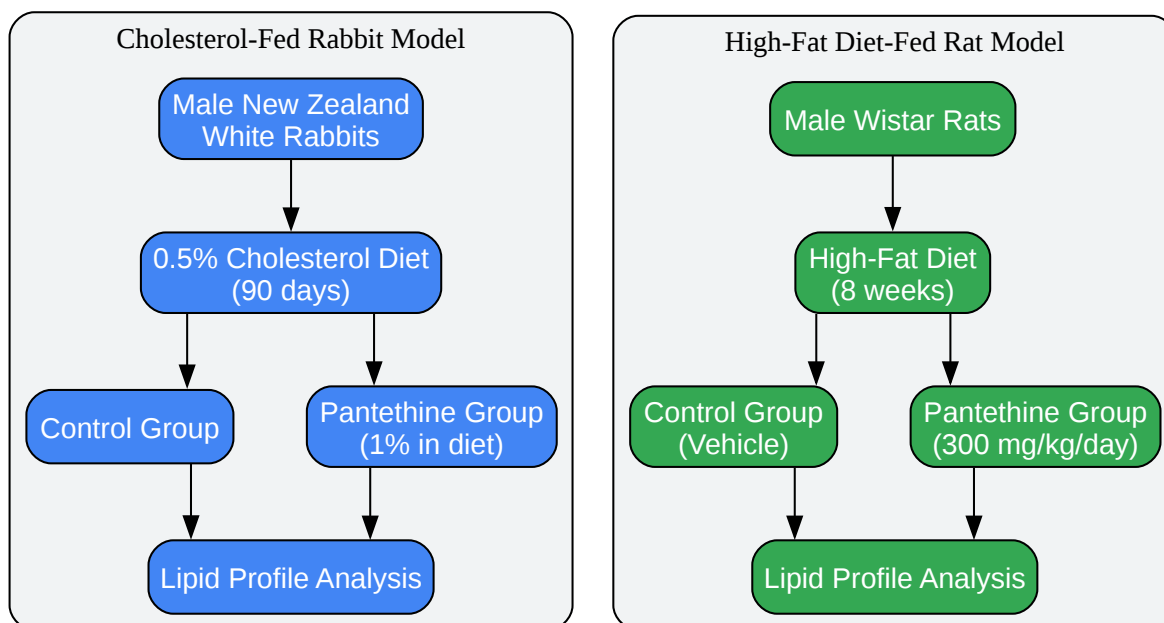 Cholesterol-Fed Rabbit Model
Male New Zealand
White Rabbits
0.5% Cholesterol Diet
(90 days)
Control Group
Pantethine Group
(1% in diet)
Lipid Profile Analysis
High-Fat Diet-Fed Rat Model
Male Wistar Rats
High-Fat Diet
(8 weeks)
Control Group
(Vehicle)
Pantethine Group
(300 mg/kg/day)
Lipid Profile Analysis